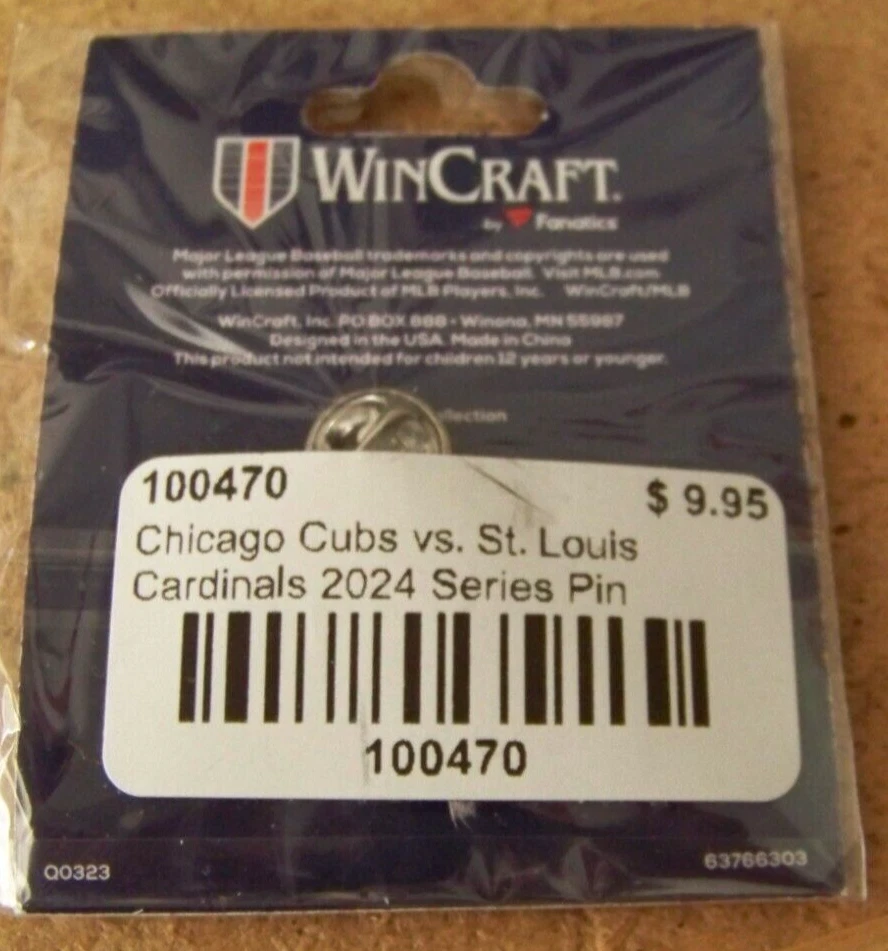 WINCRAFT.
by Fanatics
Major League Baseball trademarks and copyrights are used
with permission of Major League Baseball. Visit MLB.com
Officially Licensed Product of MLB Players, Inc. WinCraft/MLB
WinCraft, Inc. PO BOX 888 • Winona, MN 55987
Designed in the USA. Made in China
This product not intended for children 12 years or younger.
llection
100470
$ 9.95
Chicago Cubs vs. St. Louis
Cardinals 2024 Series Pin
100470
Q0323
63766303